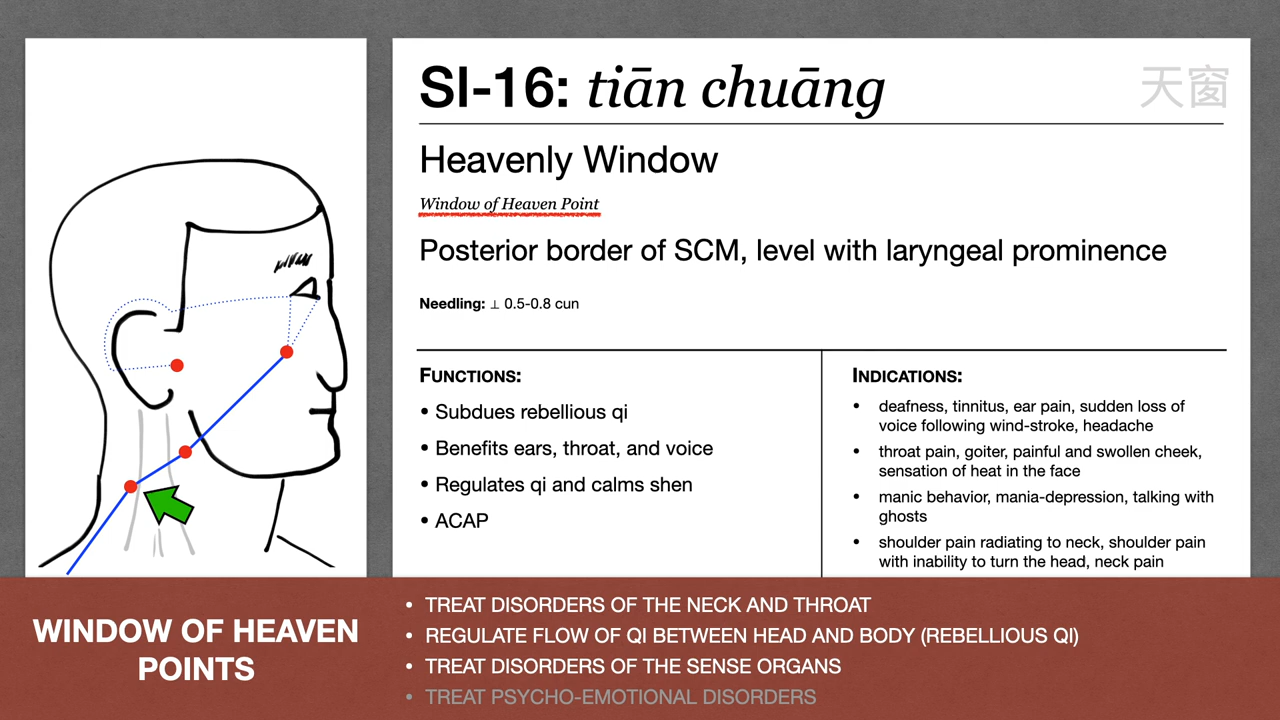 SI-16: tiān chuāng
天窗
Heavenly Window
Window of Heaven Point
Posterior border of SCM, level with laryngeal prominence
Needling: ⊥ 0.5-0.8 cun
FUNCTIONS:
• Subdues rebellious qi
• Benefits ears, throat, and voice
• Regulates qi and calms shen
• ACAP
INDICATIONS:
• deafness, tinnitus, ear pain, sudden loss of
voice following wind-stroke, headache
• throat pain, goiter, painful and swollen cheek,
sensation of heat in the face
• manic behavior, mania-depression, talking with
ghosts
• shoulder pain radiating to neck, shoulder pain
with inability to turn the head, neck pain
WINDOW OF HEAVEN
POINTS
• TREAT DISORDERS OF THE NECK AND THROAT
• REGULATE FLOW OF QI BETWEEN HEAD AND BODY (REBELLIOUS QI)
• TREAT DISORDERS OF THE SENSE ORGANS
• TREAT PSYCHO-EMOTIONAL DISORDERS